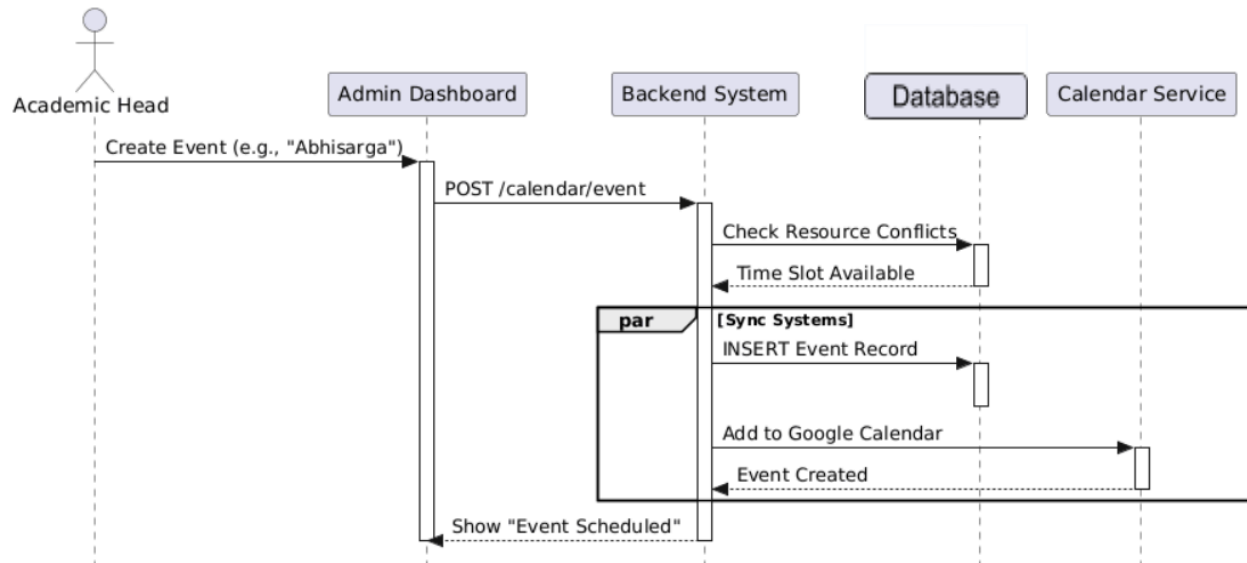 Academic Head
Admin Dashboard
Backend System
Database
Calendar Service
Create Event (e.g., "Abhisarga")
POST /calendar/event
Check Resource Conflicts
Time Slot Available
par
[Sync Systems]
INSERT Event Record
Add to Google Calendar
Event Created
Show "Event Scheduled"